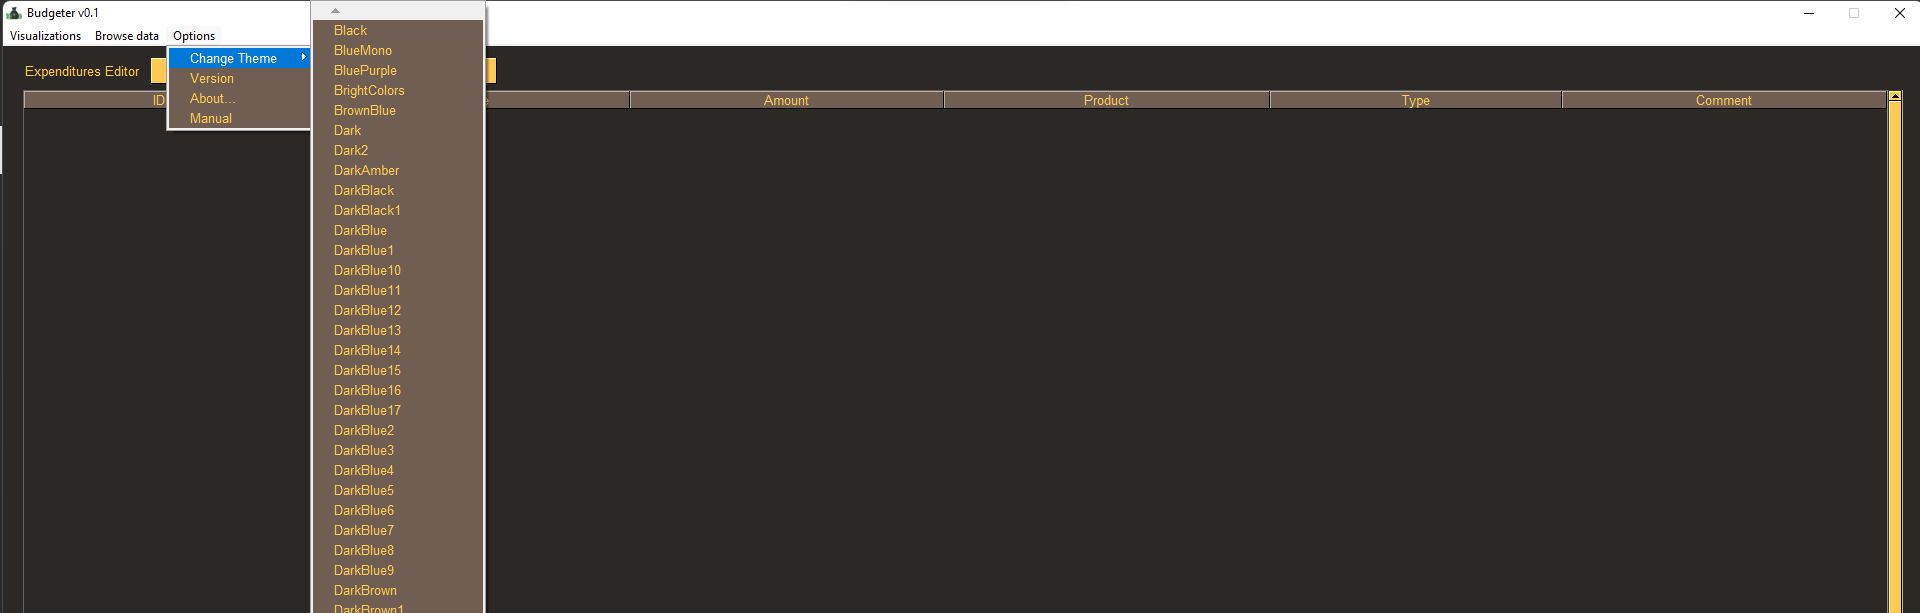 Budgeter v0.1
Visualizations Browse data Options
Change Theme
Version
About...
Manual
Black
BlueMono
BluePurple
BrightColors
BrownBlue
Dark
Dark2
DarkAmber
DarkBlack
DarkBlack1
DarkBlue
DarkBlue1
DarkBlue10
DarkBlue11
DarkBlue12
DarkBlue13
DarkBlue14
DarkBlue15
DarkBlue16
DarkBlue17
DarkBlue2
DarkBlue3
DarkBlue4
DarkBlue5
DarkBlue6
DarkBlue7
DarkBlue8
DarkBlue9
DarkBrown
DarkBrown1
Expenditures Editor
ID Amount Product Type Comment